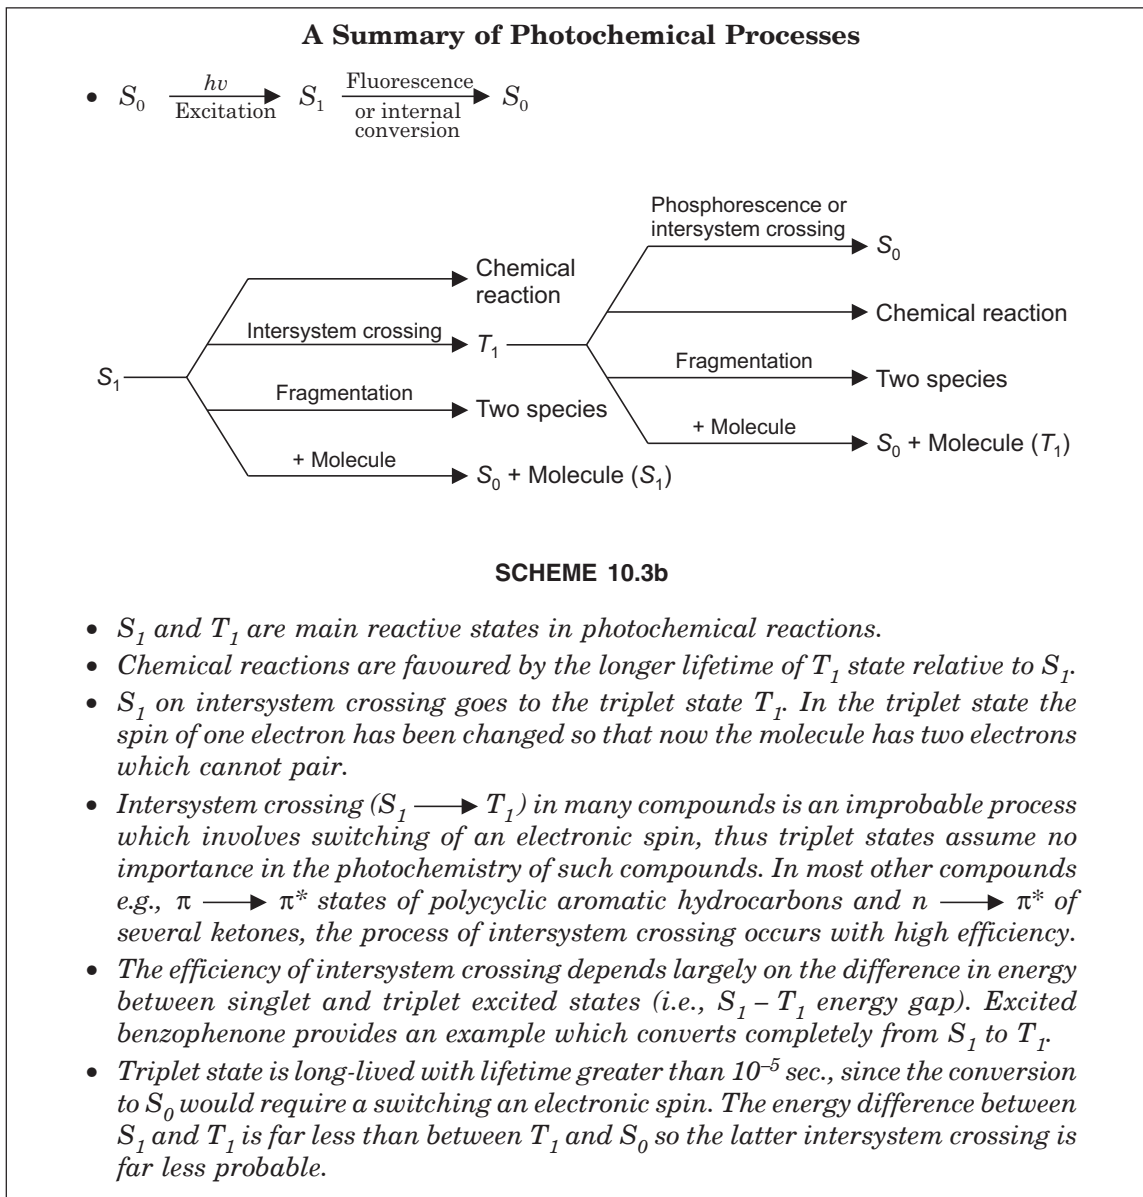 A Summary of Photochemical Processes
• S0 hν Excitation S1 Fluorescence or internal conversion S0
Phosphorescence or
intersystem crossing
S0
Chemical
reaction
Chemical reaction
Intersystem crossing
T1
S1
Fragmentation
Two species
Fragmentation
Two species
+ Molecule
S0 + Molecule (T1)
+ Molecule
S0 + Molecule (S1)
SCHEME 10.3b
• S1 and T1 are main reactive states in photochemical reactions.
• Chemical reactions are favoured by the longer lifetime of T1 state relative to S1.
• S1 on intersystem crossing goes to the triplet state T1. In the triplet state the
spin of one electron has been changed so that now the molecule has two electrons
which cannot pair.
• Intersystem crossing (S1 ⟶ T1) in many compounds is an improbable process
which involves switching of an electronic spin, thus triplet states assume no
importance in the photochemistry of such compounds. In most other compounds
e.g., π ⟶ π* states of polycyclic aromatic hydrocarbons and n ⟶ π* of
several ketones, the process of intersystem crossing occurs with high efficiency.
• The efficiency of intersystem crossing depends largely on the difference in energy
between singlet and triplet excited states (i.e., S1 – T1 energy gap). Excited
benzophenone provides an example which converts completely from S1 to T1.
• Triplet state is long-lived with lifetime greater than 10–5 sec., since the conversion
to S0 would require a switching an electronic spin. The energy difference between
S1 and T1 is far less than between T1 and S0 so the latter intersystem crossing is
far less probable.